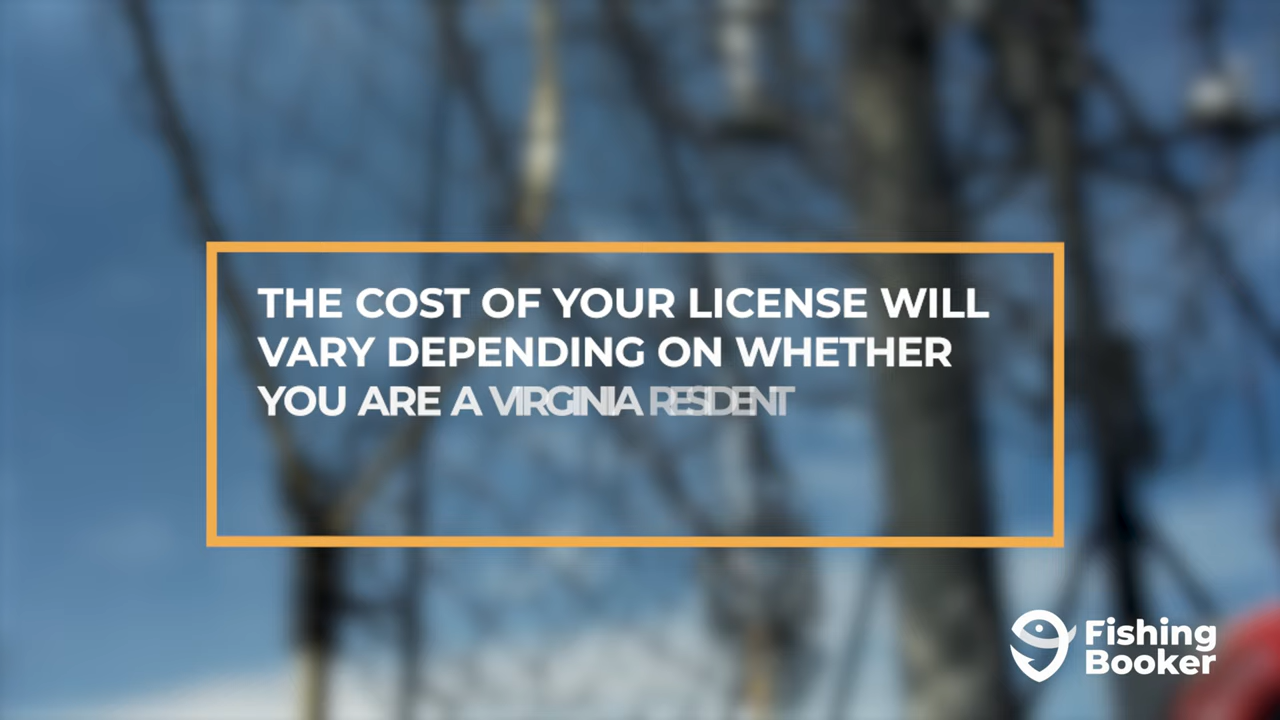 THE COST OF YOUR LICENSE WILL
VARY DEPENDING ON WHETHER
YOU ARE A VIRGINIA RESIDENT
Fishing
Booker